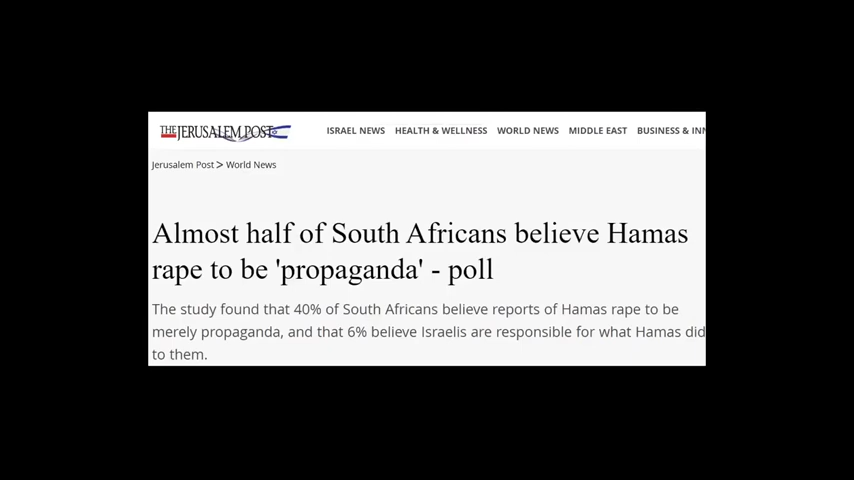 THE JERUSALEM POST
ISRAEL NEWS HEALTH & WELLNESS WORLD NEWS MIDDLE EAST BUSINESS & INN
Jerusalem Post > World News
Almost half of South Africans believe Hamas
rape to be 'propaganda' - poll
The study found that 40% of South Africans believe reports of Hamas rape to be
merely propaganda, and that 6% believe Israelis are responsible for what Hamas did
to them.